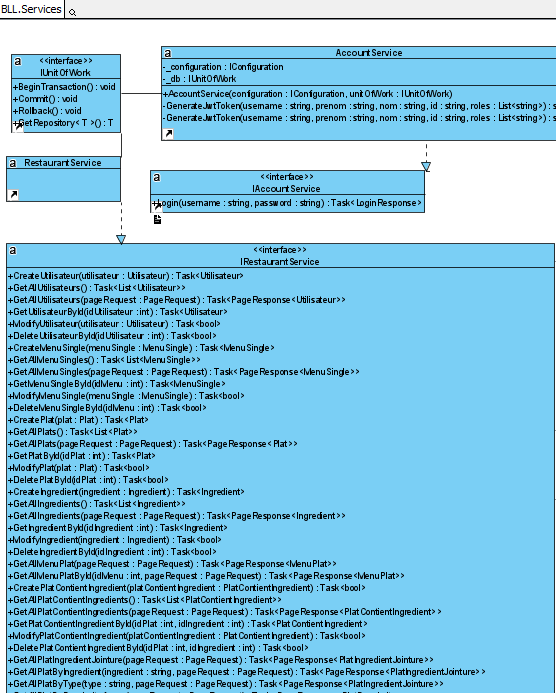 BLL.Services
a
<<interface>>
IUnitOfWork
+BeginTransaction() : void
+Commit() : void
+Rollback() : void
+GetRepository< T >() : T
a
AccountService
-_configuration : IConfiguration
-_db : IUnitOfWork
+AccountService(configuration : IConfiguration, unitOfWork : IUnitOfWork)
-GenerateJwtToken(username : string, prenom : string, nom : string, id : string, roles : List<string>) : s
-GenerateJwtToken(username : string, prenom : string, nom : string, id : string, roles : List<string>) : s
a
RestaurantService
a
<<interface>>
IAccountService
+Login(username : string, password : string) : Task<LoginResponse>
a
<<interface>>
IRestaurantService
+CreateUtilisateur(utilisateur : Utilisateur) : Task<Utilisateur>
+GetAllUtilisateurs() : Task<List<Utilisateur>>
+GetAllUtilisateurs(pageRequest : PageRequest) : Task<PageResponse<Utilisateur>>
+GetUtilisateurById(idUtilisateur : int) : Task<Utilisateur>
+ModifyUtilisateur(utilisateur : Utilisateur) : Task<bool>
+DeleteUtilisateurById(idUtilisateur : int) : Task<bool>
+CreateMenuSingle(menuSingle : MenuSingle) : Task<MenuSingle>
+GetAllMenuSingles() : Task<List<MenuSingle>>
+GetAllMenuSingles(pageRequest : PageRequest) : Task<PageResponse<MenuSingle>>
+GetMenuSingleById(idMenu : int) : Task<MenuSingle>
+ModifyMenuSingle(menuSingle : MenuSingle) : Task<bool>
+DeleteMenuSingleById(idMenu : int) : Task<bool>
+CreatePlat(plat : Plat) : Task<Plat>
+GetAllPlats() : Task<List<Plat>>
+GetAllPlats(pageRequest : PageRequest) : Task<PageResponse<Plat>>
+GetPlatById(idPlat : int) : Task<Plat>
+ModifyPlat(plat : Plat) : Task<bool>
+DeletePlatById(idPlat : int) : Task<bool>
+CreateIngredient(ingredient : Ingredient) : Task<Ingredient>
+GetAllIngredients() : Task<List<Ingredient>>
+GetAllIngredients(pageRequest : PageRequest) : Task<PageResponse<Ingredient>>
+GetIngredientById(idIngredient : int) : Task<Ingredient>
+ModifyIngredient(ingredient : Ingredient) : Task<bool>
+DeleteIngredientById(idIngredient : int) : Task<bool>
+GetAllMenuPlat(pageRequest : PageRequest) : Task<PageResponse<MenuPlat>>
+GetAllMenuPlatById(idMenu : int, pageRequest : PageRequest) : Task<PageResponse<MenuPlat>>
+CreatePlatContientIngredient(platContientIngredient : PlatContientIngredient) : Task<bool>
+GetAllPlatContientIngredients() : Task<List<PlatContientIngredient>>
+GetAllPlatContientIngredients(pageRequest : PageRequest) : Task<PageResponse<PlatContientIngredient>>
+GetPlatContientIngredientById(idPlat : int, idIngredient : int) : Task<PlatContientIngredient>
+ModifyPlatContientIngredient(platContientIngredient : PlatContientIngredient) : Task<bool>
+DeletePlatContientIngredientById(idPlat : int, idIngredient : int) : Task<bool>
+GetAllPlatIngredientJointure(pageRequest : PageRequest) : Task<PageResponse<PlatIngredientJointure>>
+GetAllPlatByIngredient(ingredient : string, pageRequest : PageRequest) : Task<PageResponse<PlatIngredientJointure>>
+GetAllPlatByType(type : string, pageRequest : PageRequest) : Task<PageResponse<PlatIngredientJointure>>